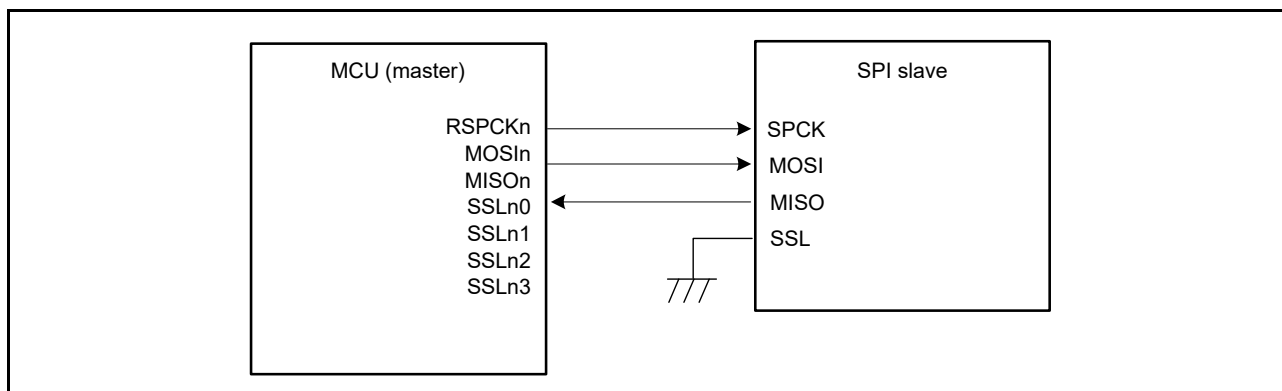 MCU (master)
RSPCKn
MOSIn
MISOn
SSLn0
SSLn1
SSLn2
SSLn3
SPI slave
SPCK
MOSI
MISO
SSL